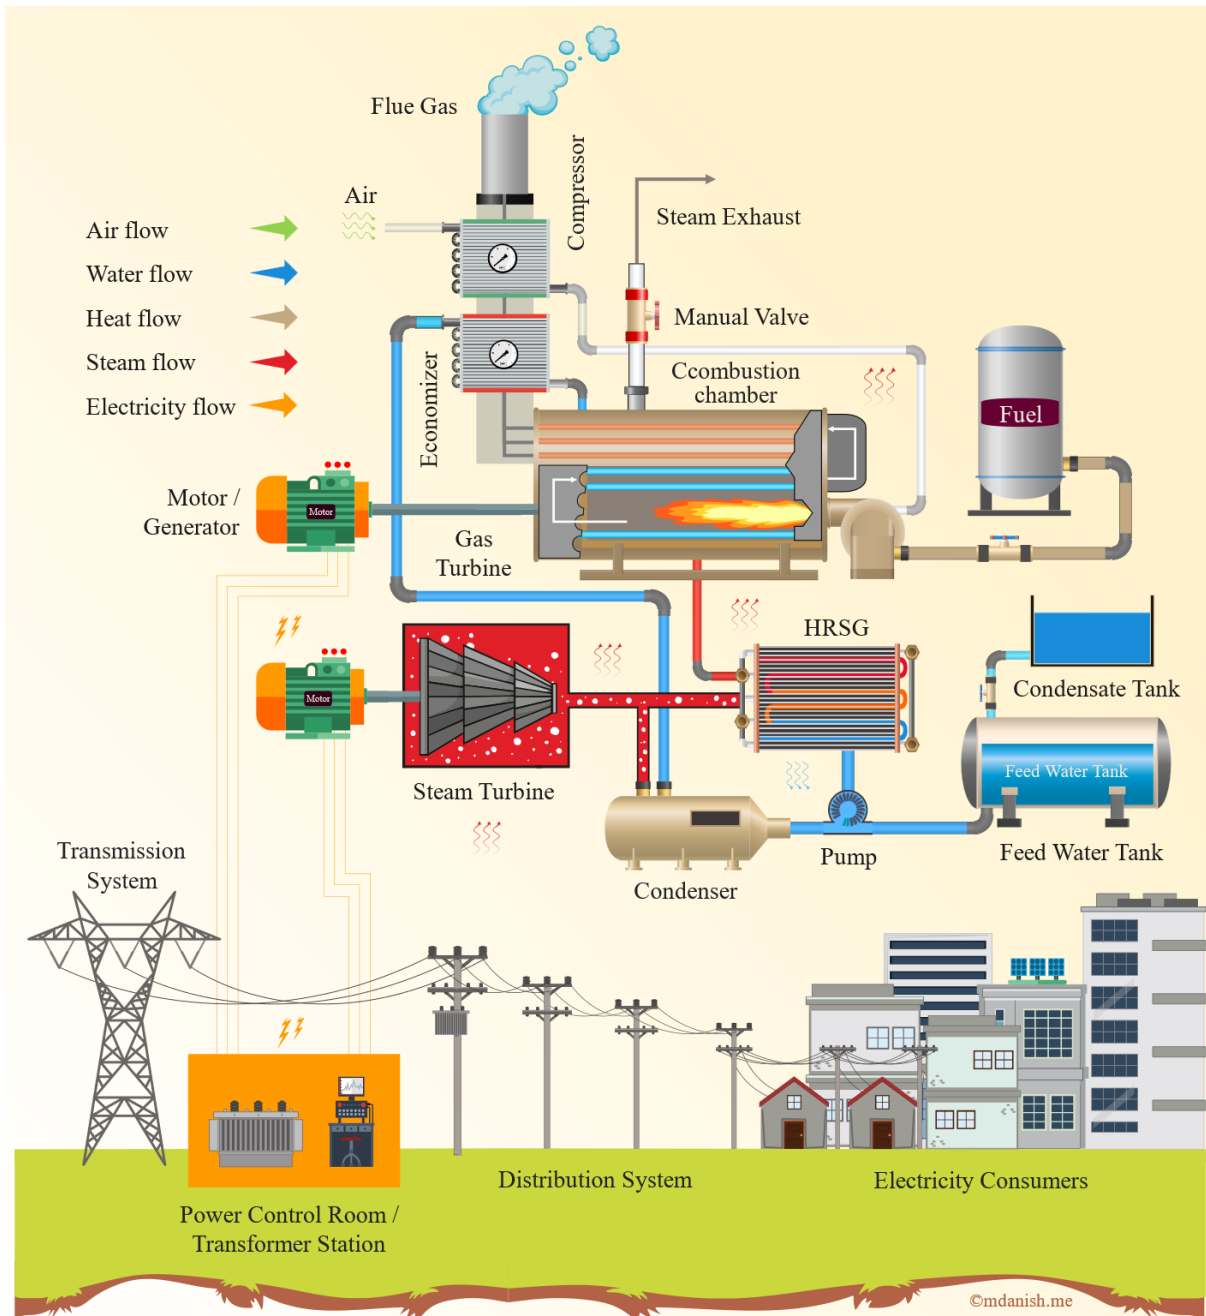 Flue Gas
Compressor
Air
Steam Exhaust
Air flow
Water flow
Heat flow
Steam flow
Electricity flow
Manual Valve
Economizer
Ccombustion
chamber
Fuel
Motor /
Generator
Motor
Gas
Turbine
HRSG
Condensate Tank
Motor
Steam Turbine
Feed Water Tank
Pump
Feed Water Tank
Condenser
Transmission
System
Distribution System
Electricity Consumers
Power Control Room /
Transformer Station
©mdanish.me